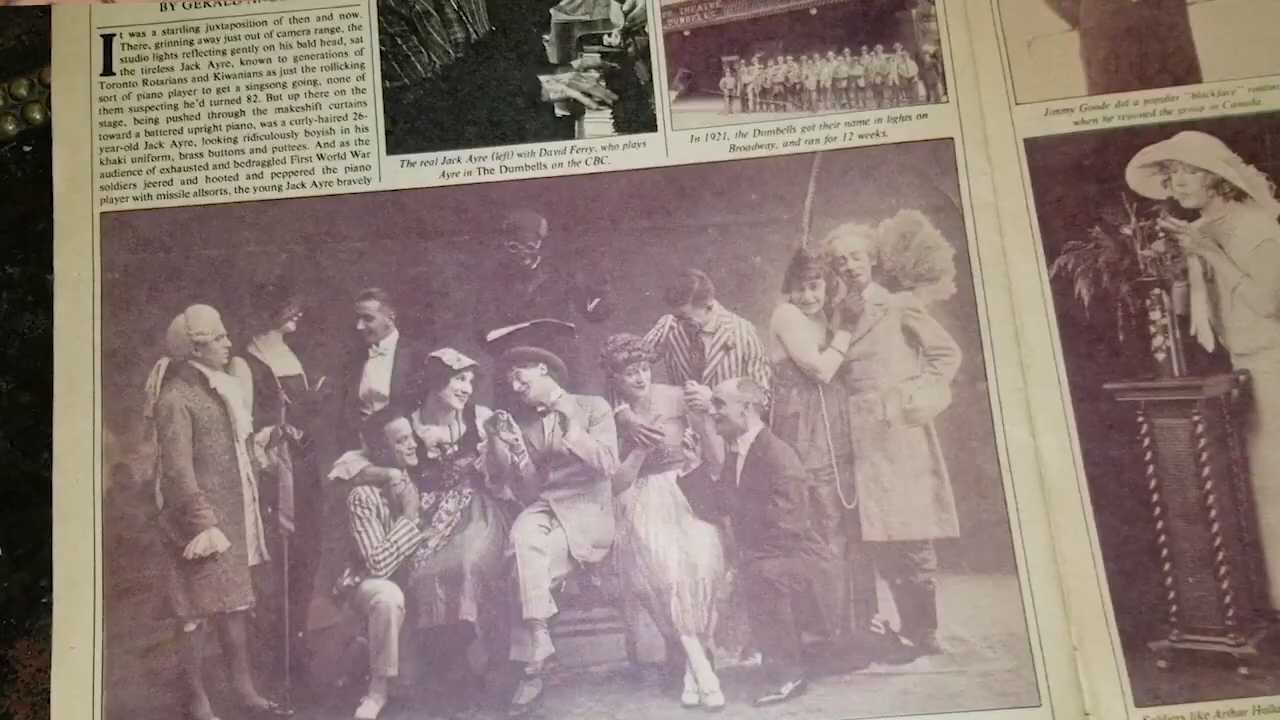 BY GERALD
It was a startling juxtaposition of then and now.
There, grinning away just out of camera range, the
studio lights reflecting gently on his bald head, sat
the tireless Jack Ayre, known to generations of
Toronto Rotarians and Kiwanians as just the rollicking
sort of piano player to get a singsong going, none of
them suspecting he'd turned 82. But up there on the
stage, being pushed through the makeshift curtains
toward a battered upright piano, was a curly-haired 26-
year-old Jack Ayre, looking ridiculously boyish in his
khaki uniform, brass buttons and puttees. And as the
audience of exhausted and bedraggled First World War
soldiers jeered and hooted and peppered the piano
player with missile allsorts, the young Jack Ayre bravely
The real Jack Ayre (left) with David Ferry, who plays
Ayre in The Dumbells on the CBC.
THEATRE
DUMBELLS
In 1921, the Dumbells got their name in lights on
Broadway, and ran for 12 weeks.
Jimmy Goode did a popular "blackface" routine
when he rejoined the group in Canada.
like Arthur